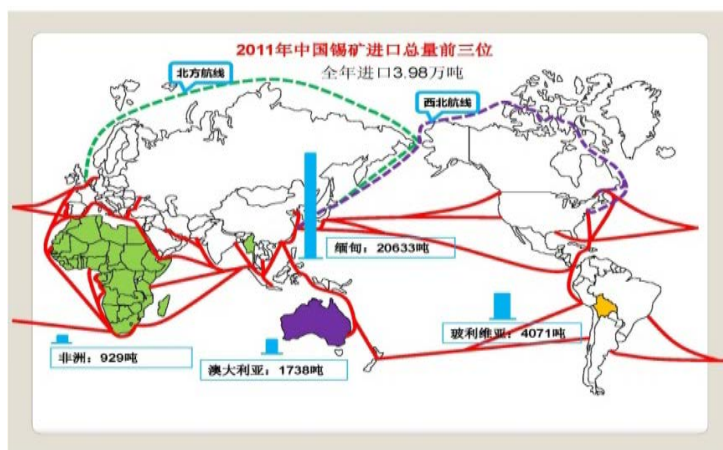 2011年中国锡矿进口总量前三位
全年进口3.98万吨
北方航线
西北航线
缅甸：20633吨
玻利维亚：4071吨
非洲：929吨
澳大利亚：1738吨